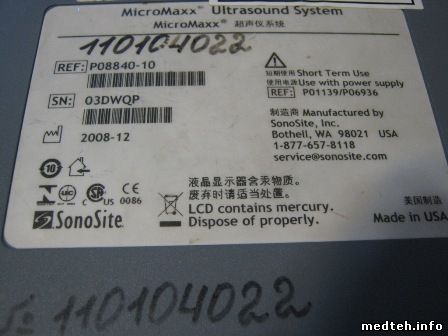 MicroMaxx® Ultrasound System
MicroMaxx® 超声仪系统
110104022
REF: P08840-10
SN: 03DWQP
2008-12
短期使用 Short Term Use
使用电源 Use with power supply
REF: P01139/P06936
制造商 Manufactured by
SonoSite, Inc.
Bothell, WA 98021 USA
1-877-657-8118
service@sonosite.com
10
0086
SonoSite
液晶显示器含汞物质。
废弃时请适当处置。
LCD contains mercury.
Dispose of properly.
美国制造
Made in USA
110104022
medteh.info